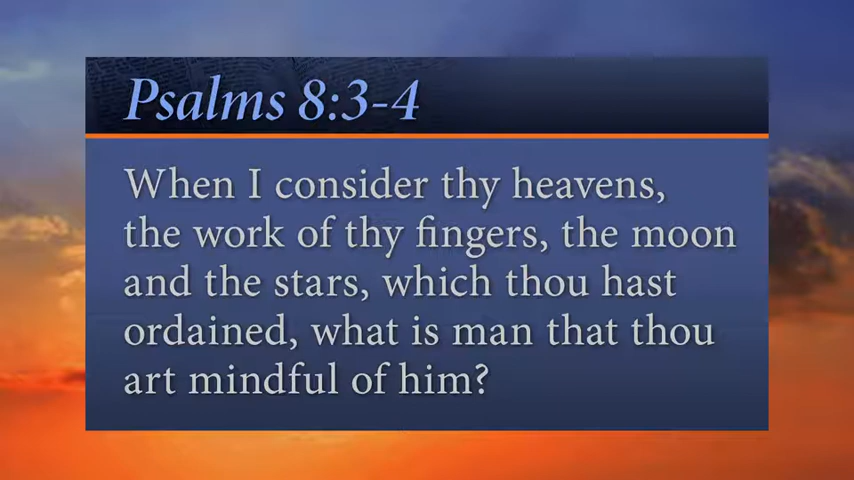 Psalms 8:3-4
When I consider thy heavens,
the work of thy fingers, the moon
and the stars, which thou hast
ordained, what is man that thou
art mindful of him?